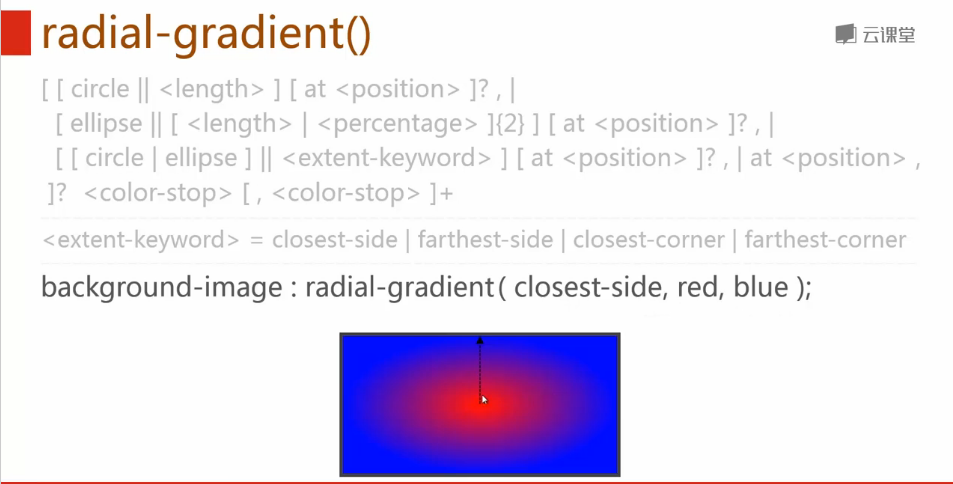 radial-gradient()
云课堂
[ [ circle || <length> ] [ at <position> ]? , |
[ ellipse || [ <length> | <percentage> ]{2} ] [ at <position> ]? , |
[ [ circle | ellipse ] || <extent-keyword> ] [ at <position> ]? , | at <position> ,
]? <color-stop> [ , <color-stop> ]+
<extent-keyword> = closest-side | farthest-side | closest-corner | farthest-corner
background-image : radial-gradient( closest-side, red, blue );